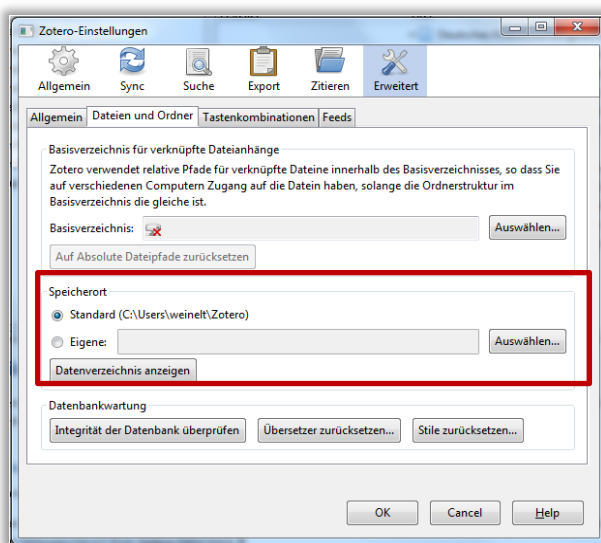 Zotero-Einstellungen
Allgemein Sync Suche Export Zitieren Erweitert
Allgemein Dateien und Ordner Tastenkombinationen Feeds
Basisverzeichnis für verknüpfte Dateianhänge
Zotero verwendet relative Pfade für verknüpfte Dateine innerhalb des Basisverzeichnisses, so dass Sie
auf verschiedenen Computern Zugang auf die Datein haben, solange die Ordnerstruktur im
Basisverzeichnis die gleiche ist.
Basisverzeichnis: Auswählen...
Auf Absolute Dateipfade zurücksetzen
Speicherort
Standard (C:\Users\weinelt\Zotero)
Eigene: Auswählen...
Datenverzeichnis anzeigen
Datenbankwartung
Integrität der Datenbank überprüfen Übersetzer zurücksetzen... Stile zurücksetzen...
OK Cancel Help